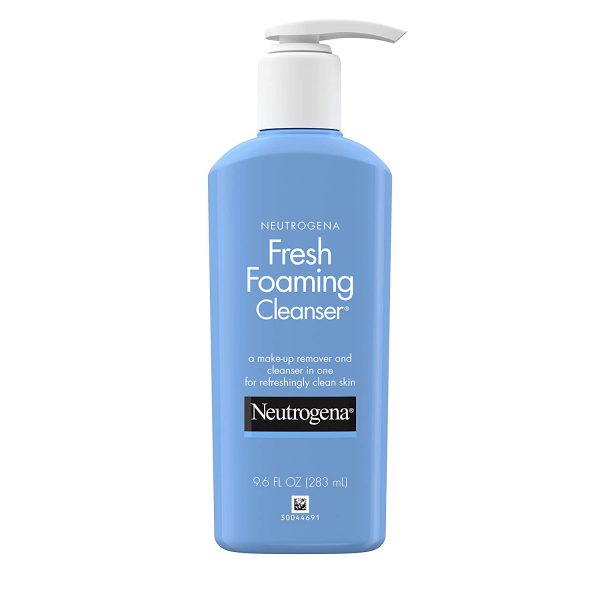 NEUTROGENA
Fresh
Foaming
Cleanser®
a make-up remover and
cleanser in one
for refreshingly clean skin
Neutrogena®
9.6 FL OZ (283 mL)
30044691